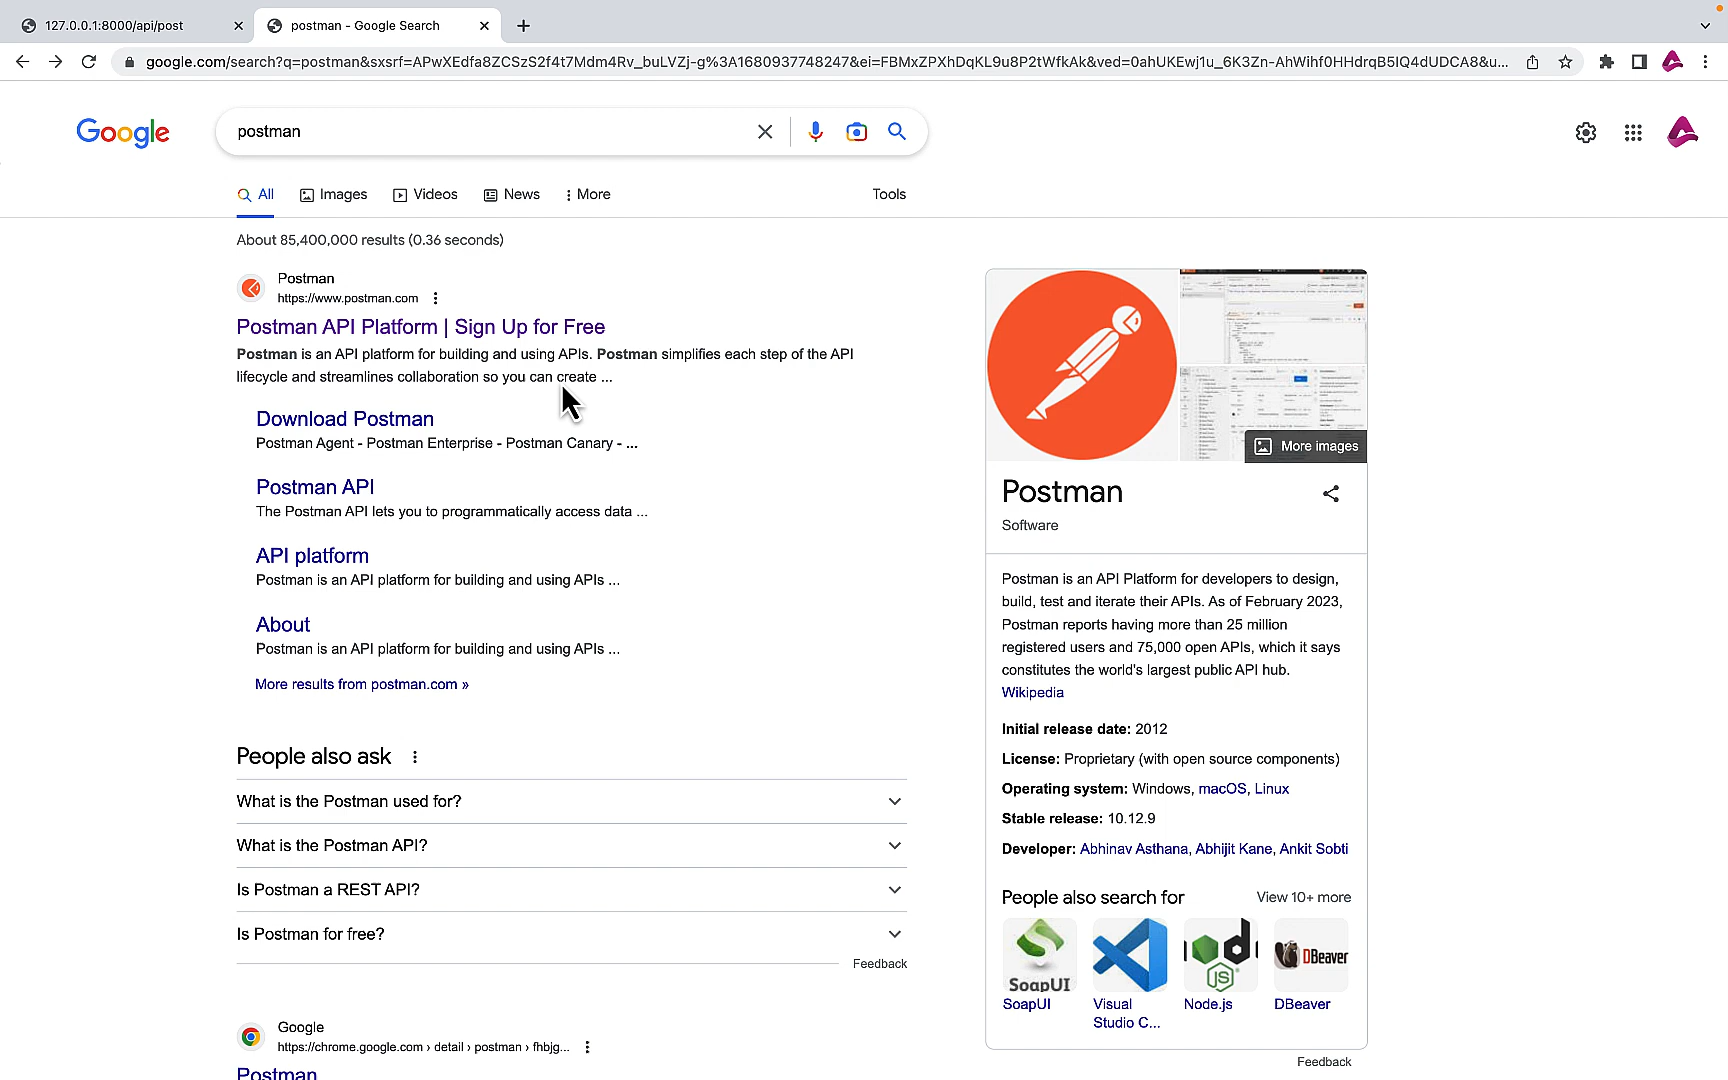 127.0.0.1:8000/api/post
postman - Google Search
google.com/search?q=postman&sxsrf=APwXEdfa8ZCSzS2f4t7Mdm4Rv_buLVZj-g%3A1680937748247&ei=FBMxZPXhDqKL9u8P2tWfkAk&ved=0ahUKEwj1u_6K3Zn-AhWihf0HHdrqB5IQ4dUDCA8&u...
Google
postman
All
Images
Videos
News
More
Tools
About 85,400,000 results (0.36 seconds)
Postman
https://www.postman.com
Postman API Platform | Sign Up for Free
Postman is an API platform for building and using APIs. Postman simplifies each step of the API
lifecycle and streamlines collaboration so you can create ...
Download Postman
Postman Agent - Postman Enterprise - Postman Canary - ...
Postman API
The Postman API lets you to programmatically access data ...
API platform
Postman is an API platform for building and using APIs ...
About
Postman is an API platform for building and using APIs ...
More results from postman.com »
People also ask
What is the Postman used for?
What is the Postman API?
Is Postman a REST API?
Is Postman for free?
Feedback
Google
https://chrome.google.com › detail › postman › fhbjg...
Postman
More images
Postman
Software
Postman is an API Platform for developers to design,
build, test and iterate their APIs. As of February 2023,
Postman reports having more than 25 million
registered users and 75,000 open APIs, which it says
constitutes the world's largest public API hub.
Wikipedia
Initial release date: 2012
License: Proprietary (with open source components)
Operating system: Windows, macOS, Linux
Stable release: 10.12.9
Developer: Abhinav Asthana, Abhijit Kane, Ankit Sobti
People also search for
View 10+ more
SoapUI
DBeaver
SoapUI
Visual
Studio C...
Node.js
DBeaver
Feedback